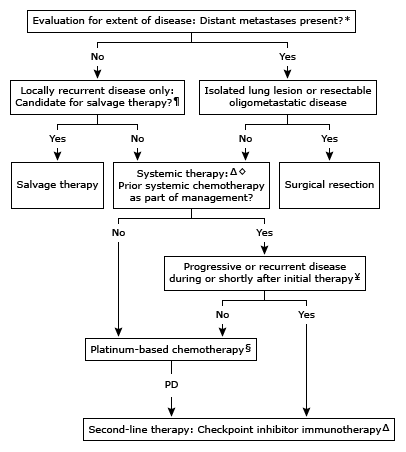 Evaluation for extent of disease: Distant metastases present?*
No
Yes
Locally recurrent disease only:
Candidate for salvage therapy?¶
Isolated lung lesion or resectable
oligometastatic disease
Yes
No
No
Yes
Salvage therapy
Systemic therapy:Δ◇
Prior systemic chemotherapy
as part of management?
Surgical resection
No
Yes
Progressive or recurrent disease
during or shortly after initial therapy¥
No
Yes
Platinum-based chemotherapy§
PD
Second-line therapy: Checkpoint inhibitor immunotherapyΔ